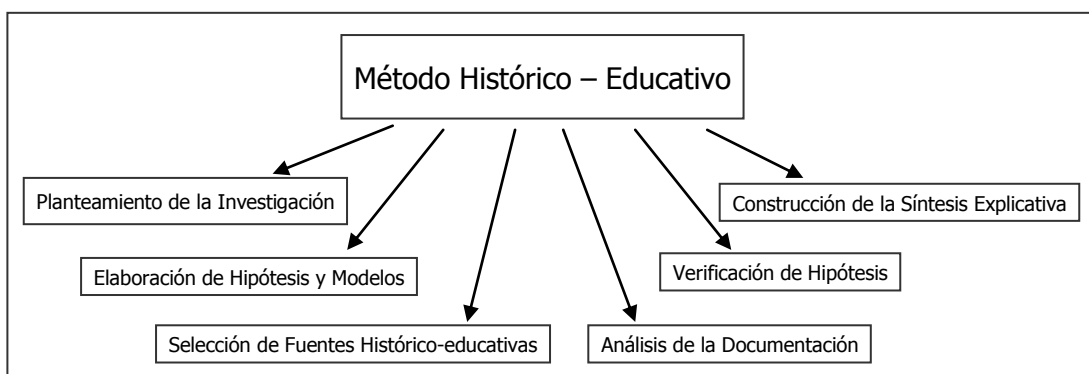 Método Histórico – Educativo
Planteamiento de la Investigación
Elaboración de Hipótesis y Modelos
Selección de Fuentes Histórico-educativas
Análisis de la Documentación
Verificación de Hipótesis
Construcción de la Síntesis Explicativa